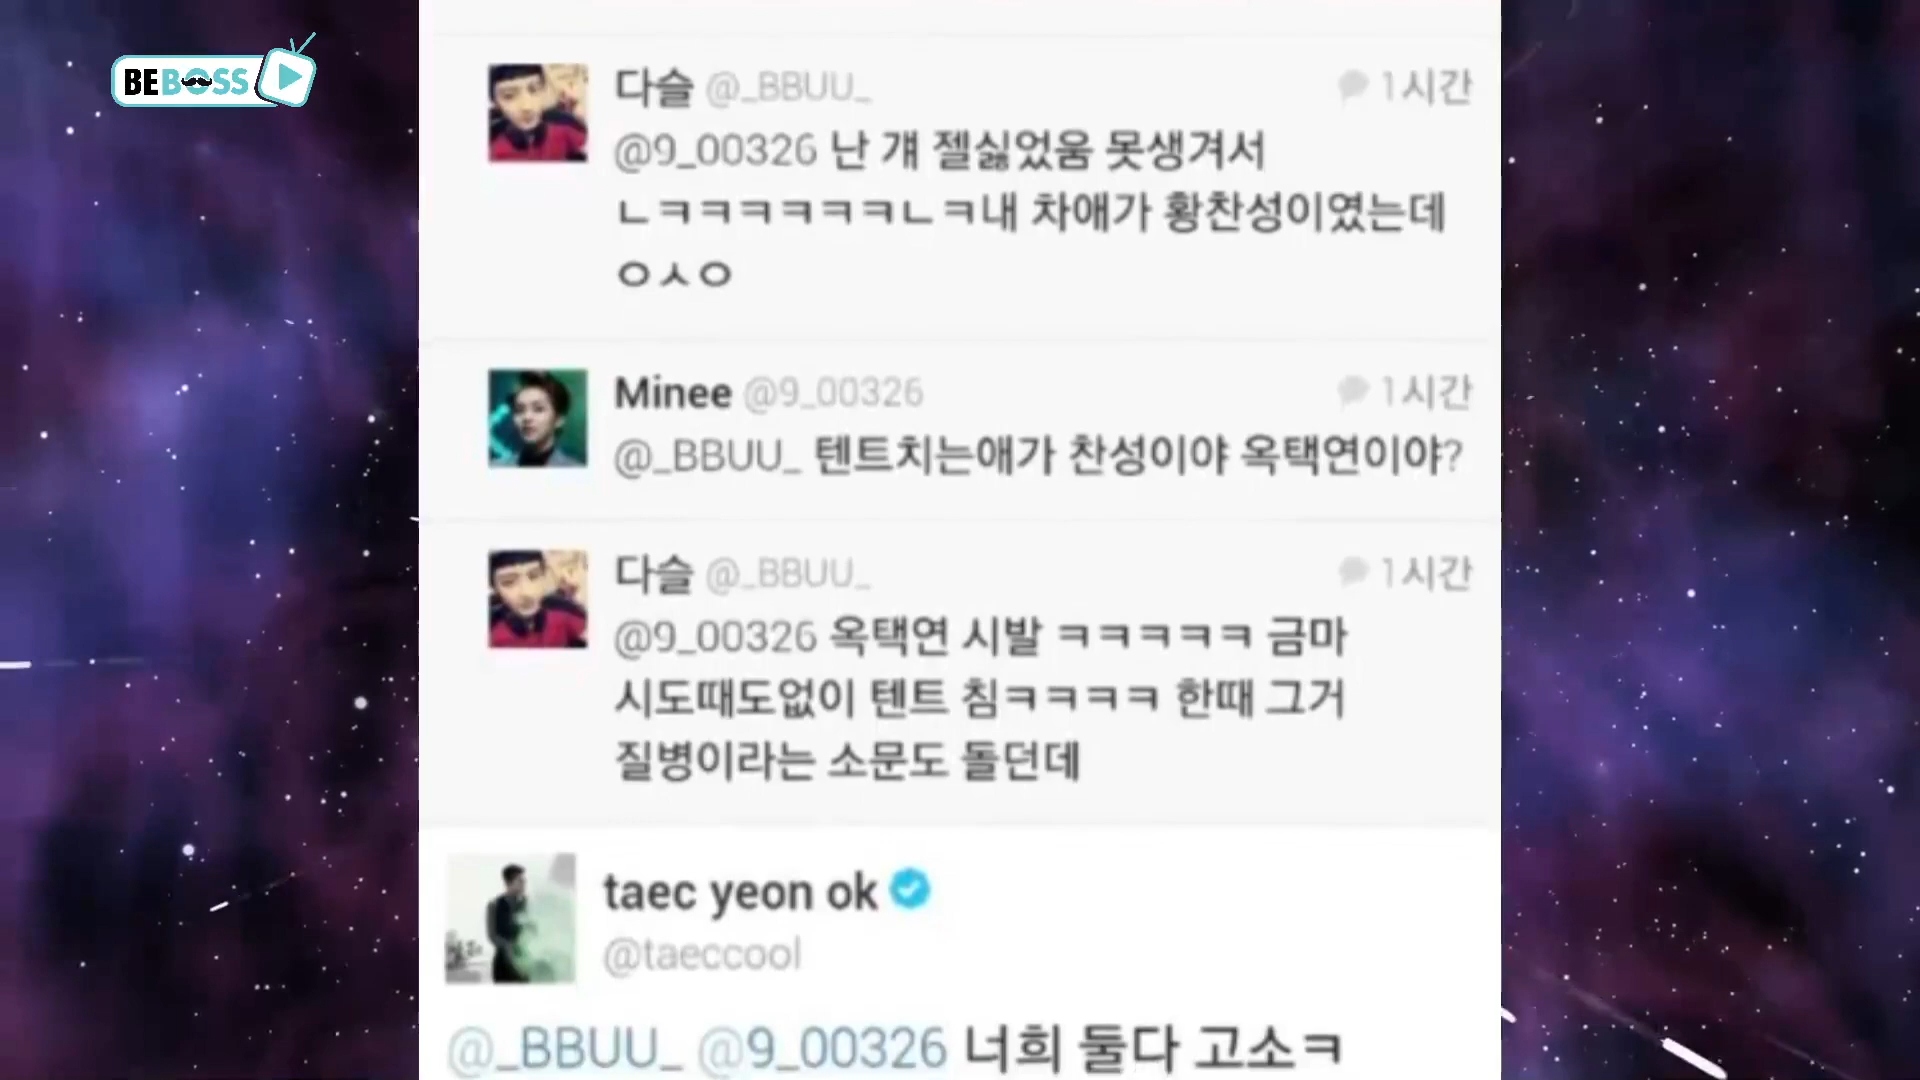 BEBOSS
다슬 @_BBUU_ 1시간
@9_00326 난 걔 젤싫었움 못생겨서
ㄴㅋㅋㅋㅋㅋㅋㄴㅋ내 차애가 황찬성이였는데
ㅇㅅㅇ
Minee @9_00326 1시간
@_BBUU_ 텐트치는애가 찬성이야 옥택연이야?
다슬 @_BBUU_ 1시간
@9_00326 옥택연 시발 ㅋㅋㅋㅋㅋ 금마
시도때도없이 텐트 침ㅋㅋㅋㅋ 한때 그거
질병이라는 소문도 돌던데
taec yeon ok
@taeccool
@_BBUU_ @9_00326 너희 둘다 고소ㅋ